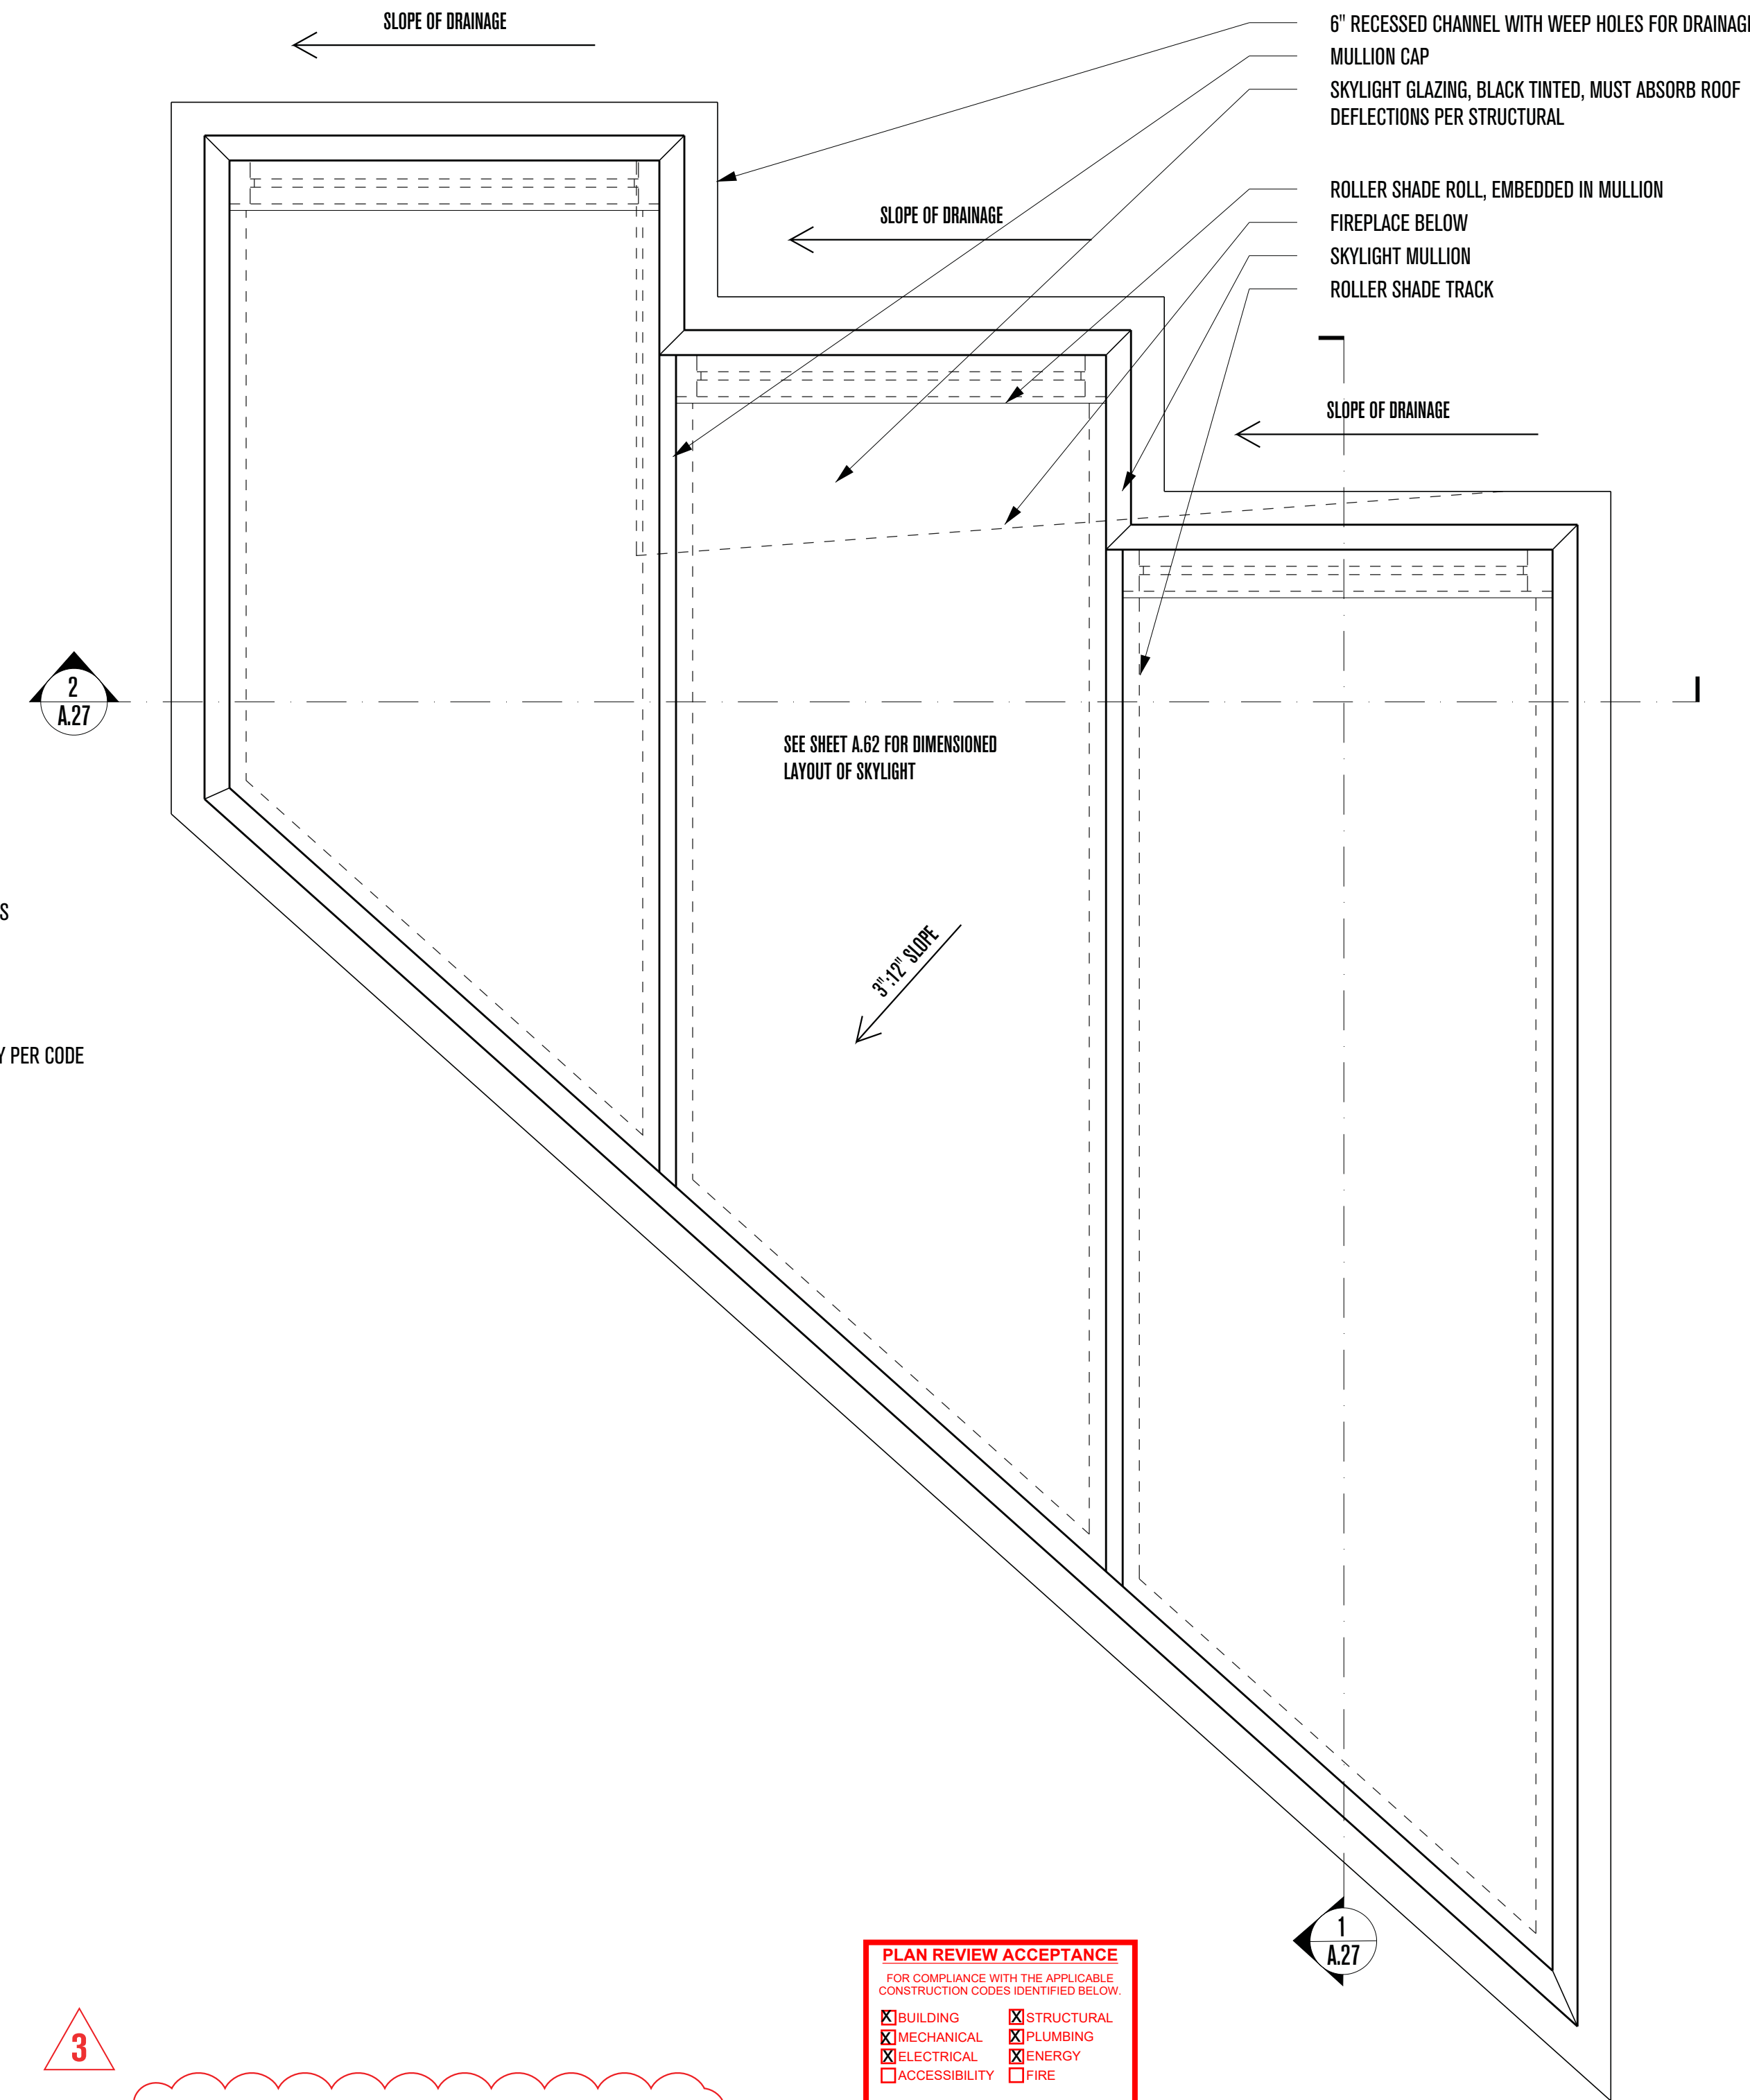 SLOPE OF DRAINAGE
6" RECESSED CHANNEL WITH WEEP HOLES FOR DRAINAGE
MULLION CAP
SKYLIGHT GLAZING, BLACK TINTED, MUST ABSORB ROOF
DEFLECTIONS PER STRUCTURAL
ROLLER SHADE ROLL, EMBEDDED IN MULLION
SLOPE OF DRAINAGE
FIREPLACE BELOW
SKYLIGHT MULLION
ROLLER SHADE TRACK
SLOPE OF DRAINAGE
2
A.27
SEE SHEET A.62 FOR DIMENSIONED
LAYOUT OF SKYLIGHT
S
3":12" SLOPE
Y PER CODE
1
A.27
PLAN REVIEW ACCEPTANCE
FOR COMPLIANCE WITH THE APPLICABLE
CONSTRUCTION CODES IDENTIFIED BELOW.
X BUILDING X STRUCTURAL
X MECHANICAL X PLUMBING
X ELECTRICAL X ENERGY
ACCESSIBILITY FIRE
3